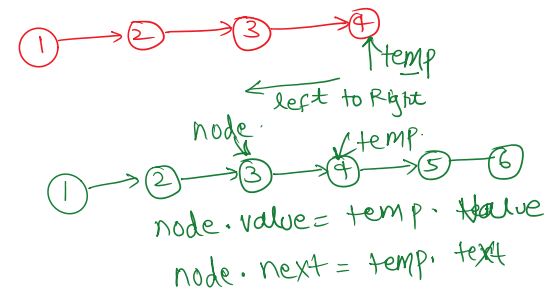 1 2 3 4
temp
left to Right
node.
temp.
1 2 3 4 5 6
node.value = temp.value
node.next = temp.text